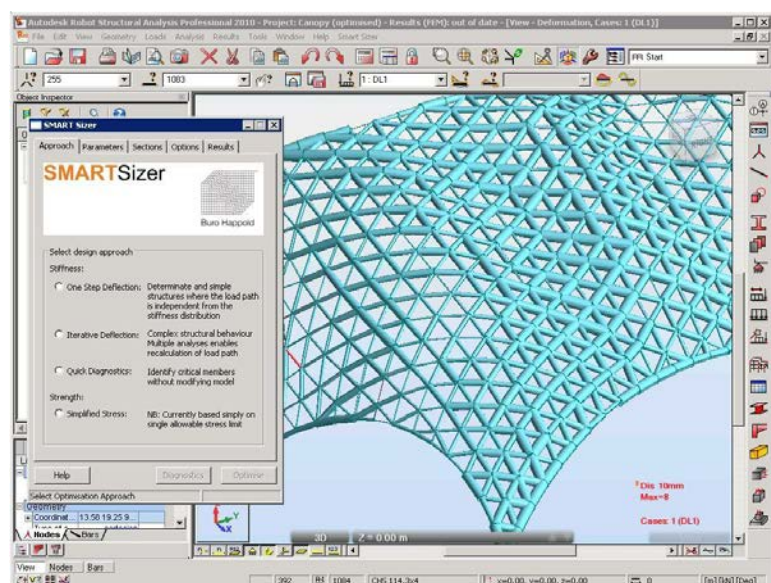 Autodesk Robot Structural Analysis Professional 2010 - Project: Canopy (optimised) - Results (FEM): out of date - [View - Deformation, Cases: 1 (DL1)]
File Edit View Geometry Loads Analysis Results Tools Window Help Smart Sizer
RR Start
255
1083
1 : DL1
Object Inspector
SMART Sizer
Approach Parameters Sections Options Results
SMARTSizer
Buro Happold
Select design approach
Stiffness:
One Step Deflection: Determinate and simple
structures where the load path
is independent from the
stiffness distribution
Iterative Deflection: Complex structural behaviour
Multiple analyses enables
recalculation of load path
Quick Diagnostics: Identify critical members
without modifying model
Strength:
Simplified Stress: NB: Currently based simply on
single allowable stress limit
Help Diagnostics Optimise
Select Optimisation Approach
Geometry
Coordinat... 13.58 19.25 9...
Nodes Bars
Dis 10mm
Max=8
Cases: 1 (DL1)
3D Z = 0.00 m
View Nodes Bars
392 1084 CHS 114.3x4 x=0.00, y=0.00, z=0.00 0 [m] [kN] [Deg]